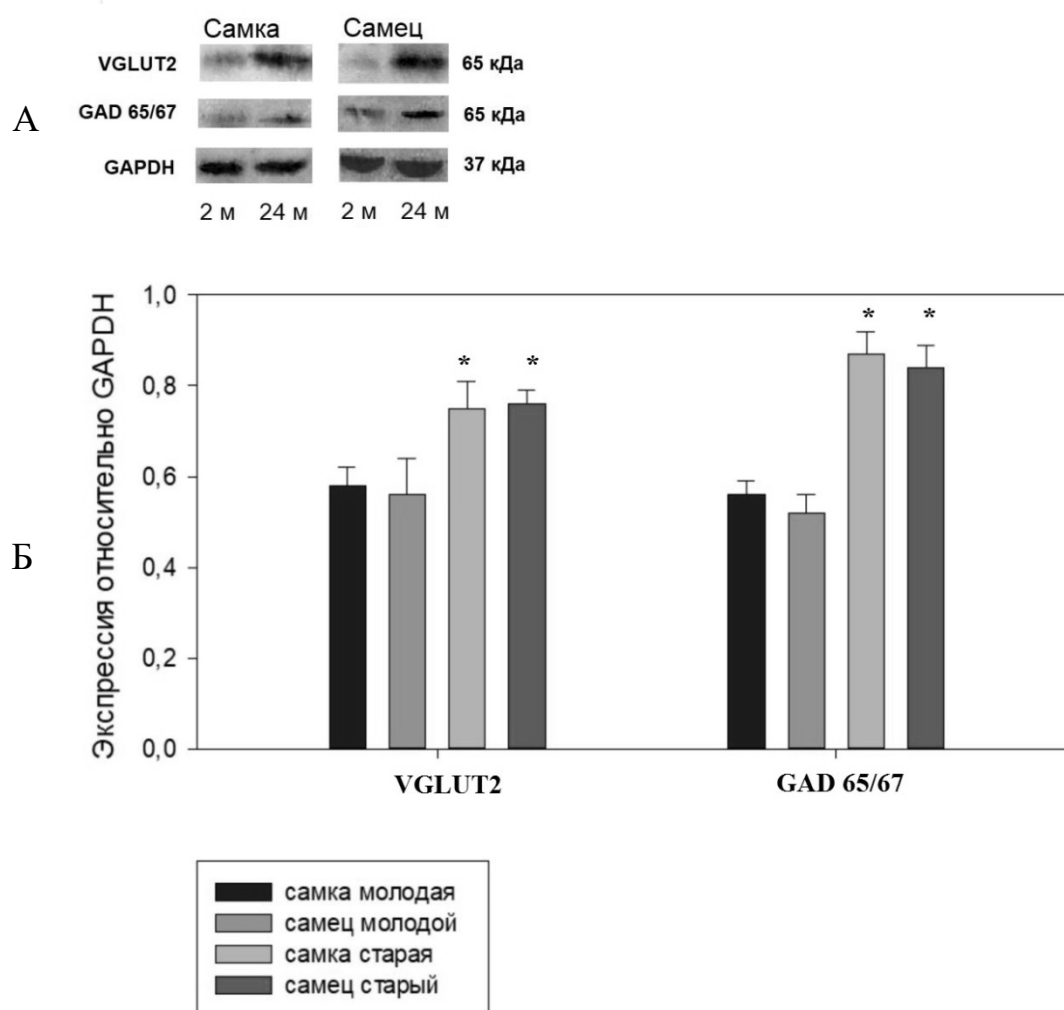 Самка Самец
VGLUT2 65 кДа
А
GAD 65/67 65 кДа
GAPDH 37 кДа
2 м 24 м 2 м 24 м
Б
Экспрессия относительно GAPDH
1,0
0,8
0,6
0,4
0,2
0,0
* * * *
VGLUT2 GAD 65/67
самка молодая
самец молодой
самка старая
самец старый